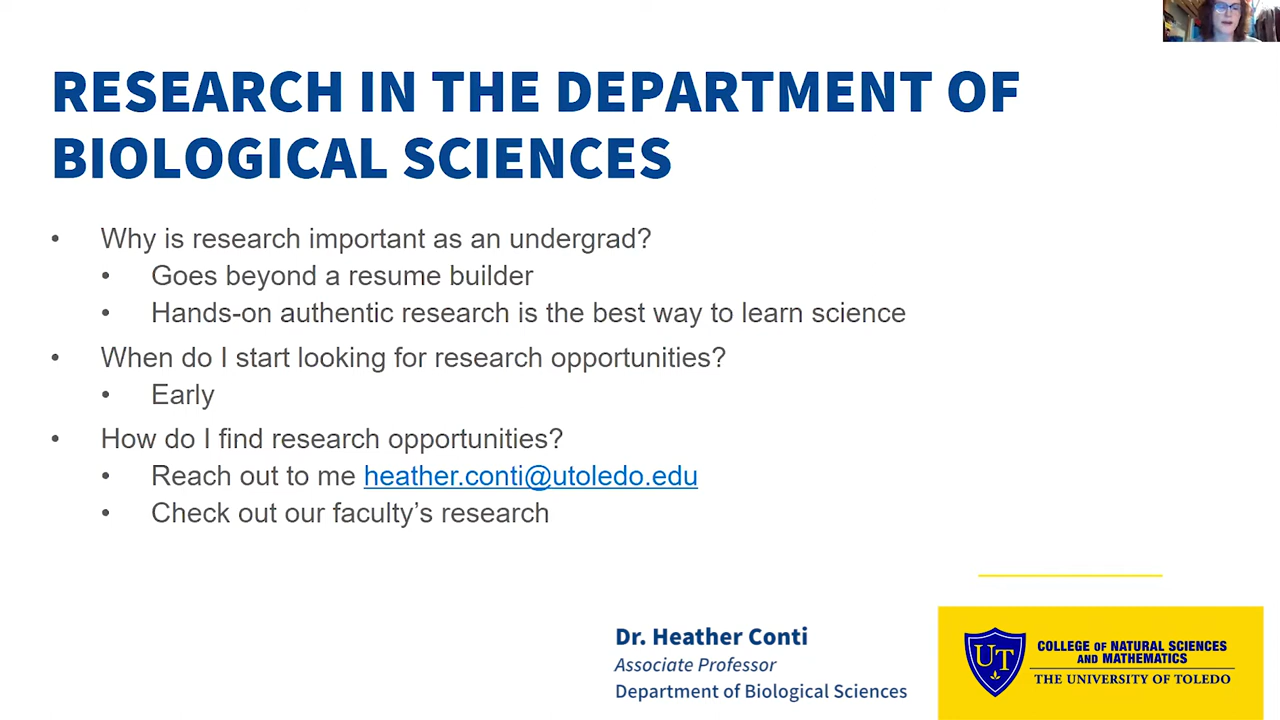 RESEARCH IN THE DEPARTMENT OF
BIOLOGICAL SCIENCES
• Why is research important as an undergrad?
• Goes beyond a resume builder
• Hands-on authentic research is the best way to learn science
• When do I start looking for research opportunities?
• Early
• How do I find research opportunities?
• Reach out to me heather.conti@utoledo.edu
• Check out our faculty’s research
Dr. Heather Conti
Associate Professor
Department of Biological Sciences
UT
COLLEGE OF NATURAL SCIENCES
AND MATHEMATICS
THE UNIVERSITY OF TOLEDO